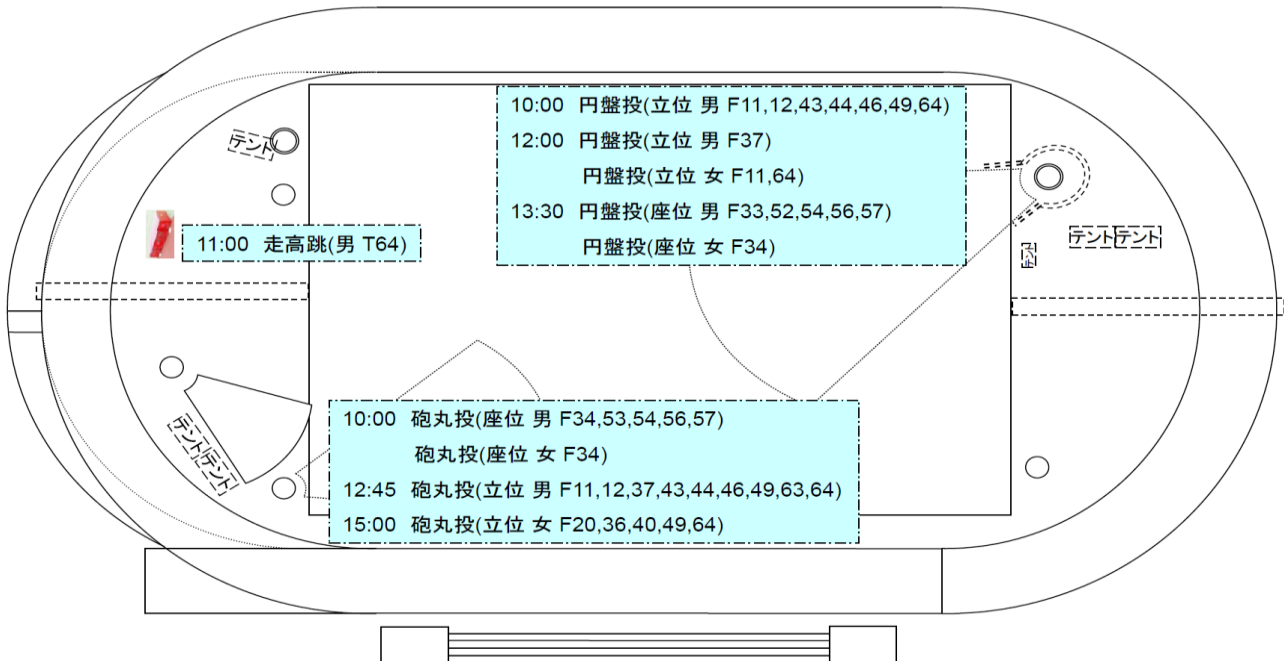 10:00 円盤投(立位 男 F11,12,43,44,46,49,64)
12:00 円盤投(立位 男 F37)
円盤投(立位 女 F11,64)
13:30 円盤投(座位 男 F33,52,54,56,57)
円盤投(座位 女 F34)
テント
11:00 走高跳(男 T64)
テント テント
テント
テント テント
10:00 砲丸投(座位 男 F34,53,54,56,57)
砲丸投(座位 女 F34)
12:45 砲丸投(立位 男 F11,12,37,43,44,46,49,63,64)
15:00 砲丸投(立位 女 F20,36,40,49,64)